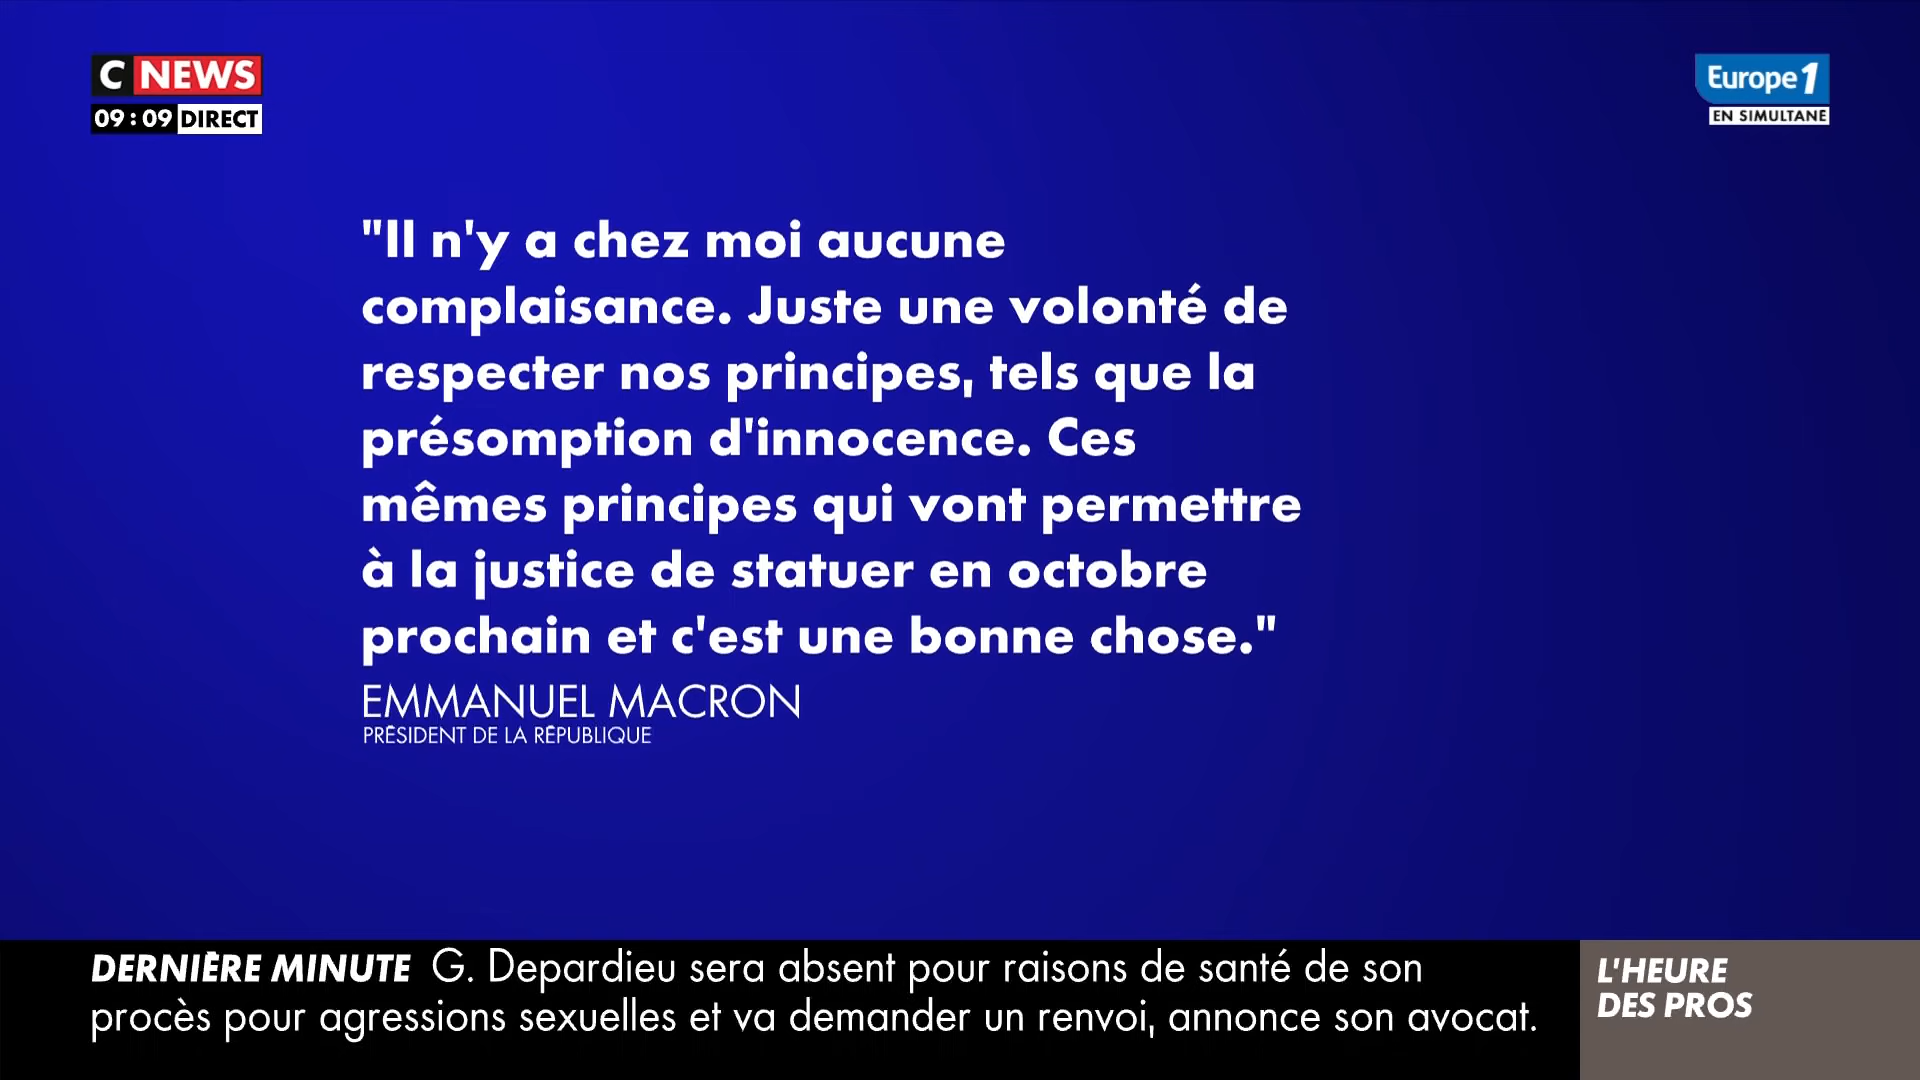 C NEWS
09:09 DIRECT
Europe 1
EN SIMULTANÉ
"Il n'y a chez moi aucune
complaisance. Juste une volonté de
respecter nos principes, tels que la
présomption d'innocence. Ces
mêmes principes qui vont permettre
à la justice de statuer en octobre
prochain et c'est une bonne chose."
EMMANUEL MACRON
PRÉSIDENT DE LA RÉPUBLIQUE
DERNIÈRE MINUTE G. Depardieu sera absent pour raisons de santé de son
procès pour agressions sexuelles et va demander un renvoi, annonce son avocat.
L'HEURE
DES PROS